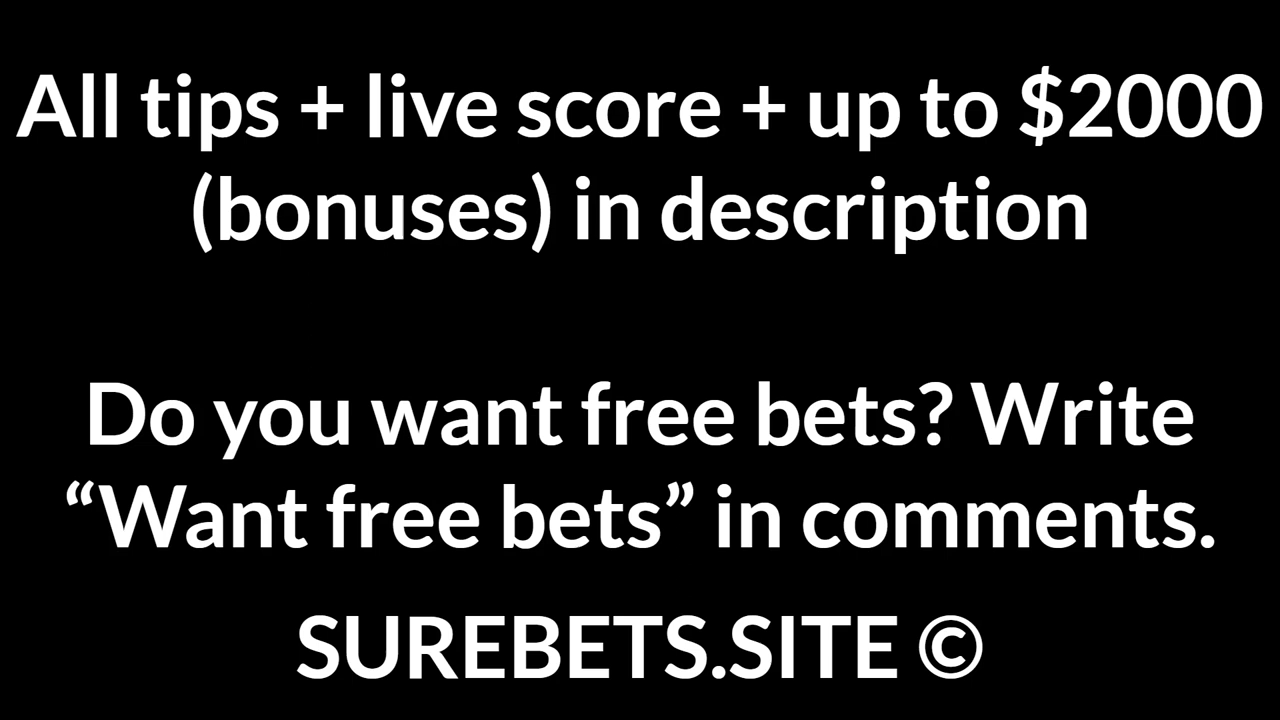 All tips + live score + up to $2000
(bonuses) in description
Do you want free bets? Write
“Want free bets” in comments.
SUREBETS.SITE ©